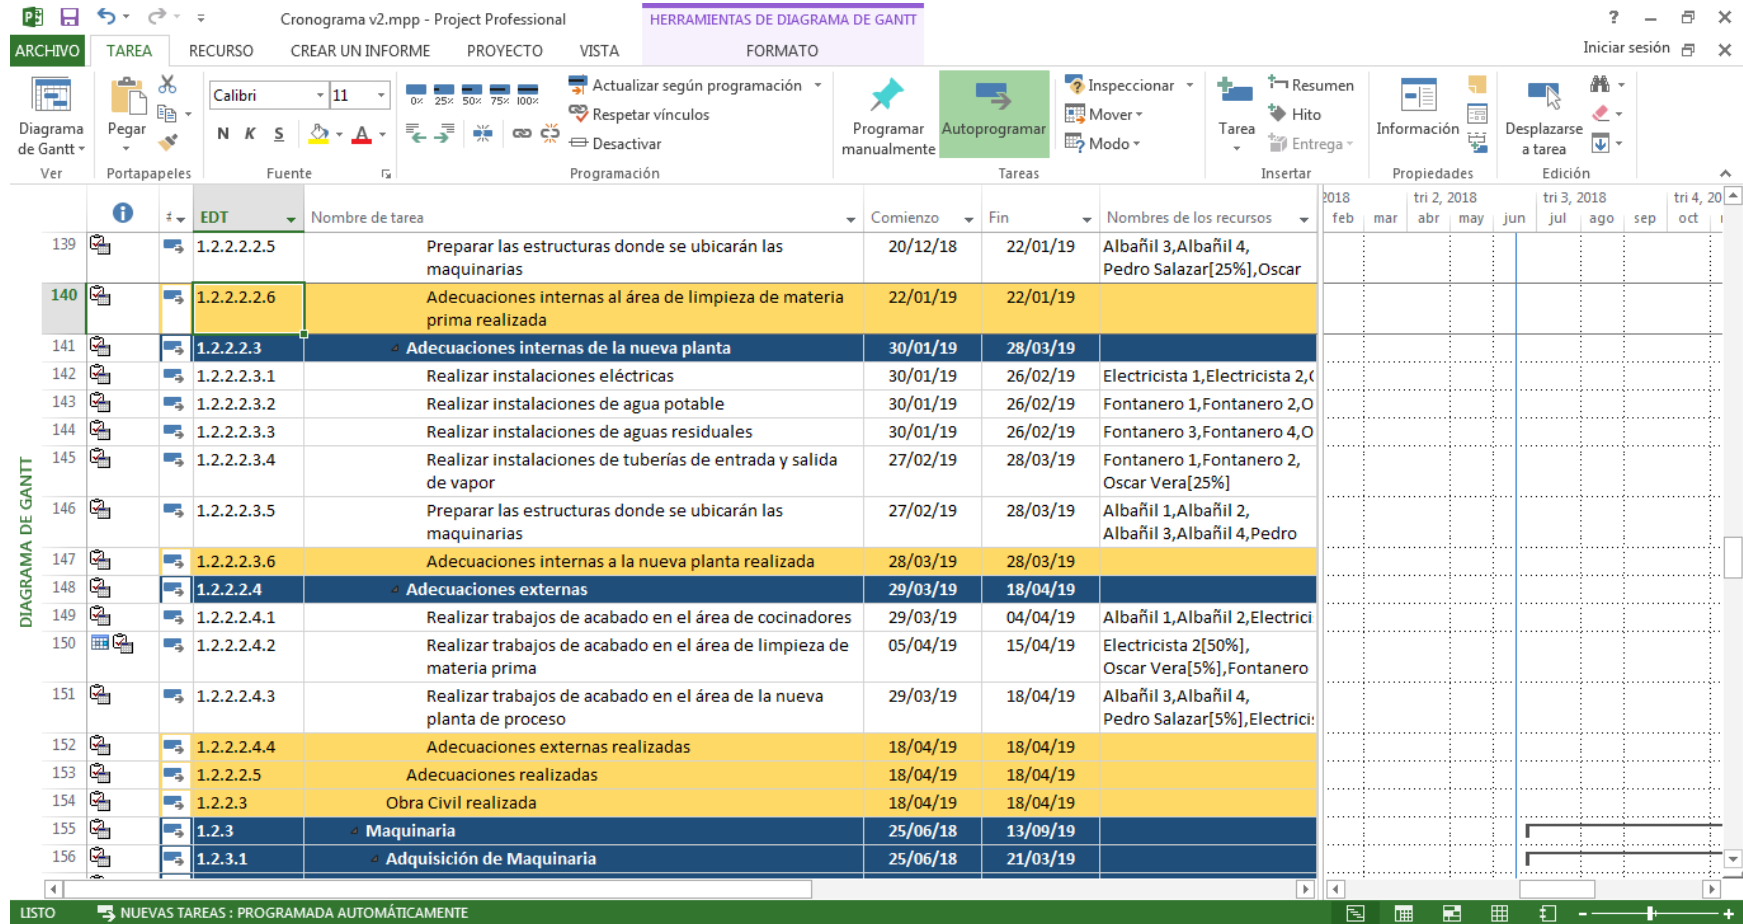 Cronograma v2.mpp - Project Professional
HERRAMIENTAS DE DIAGRAMA DE GANTT
ARCHIVO TAREA RECURSO CREAR UN INFORME PROYECTO VISTA FORMATO Iniciar sesión
Diagrama de Gantt
Ver
Pegar
Portapapeles
Calibri 11
N K S A
Fuente
0% 25% 50% 75% 100%
Actualizar según programación
Respetar vínculos
Desactivar
Programación
Programar manualmente
Autoprogramar
Inspeccionar
Mover
Modo
Tareas
Tarea
Resumen
Hito
Entrega
Insertar
Información
Propiedades
Desplazarse a tarea
Edición
2018 tri 2, 2018 tri 3, 2018 tri 4, 20
EDT Nombre de tarea Comienzo Fin Nombres de los recursos feb mar abr may jun jul ago sep oct
139 1.2.2.2.2.5 Preparar las estructuras donde se ubicarán las 20/12/18 22/01/19 Albañil 3,Albañil 4,
maquinarias Pedro Salazar[25%],Oscar
140 1.2.2.2.2.6 Adecuaciones internas al área de limpieza de materia 22/01/19 22/01/19
prima realizada
141 1.2.2.2.3 Adecuaciones internas de la nueva planta 30/01/19 28/03/19
142 1.2.2.2.3.1 Realizar instalaciones eléctricas 30/01/19 26/02/19 Electricista 1,Electricista 2,
143 1.2.2.2.3.2 Realizar instalaciones de agua potable 30/01/19 26/02/19 Fontanero 1,Fontanero 2,O
144 1.2.2.2.3.3 Realizar instalaciones de aguas residuales 30/01/19 26/02/19 Fontanero 3,Fontanero 4,O
145 1.2.2.2.3.4 Realizar instalaciones de tuberías de entrada y salida 27/02/19 28/03/19 Fontanero 1,Fontanero 2,
de vapor Oscar Vera[25%]
146 1.2.2.2.3.5 Preparar las estructuras donde se ubicarán las 27/02/19 28/03/19 Albañil 1,Albañil 2,
maquinarias Albañil 3,Albañil 4,Pedro
147 1.2.2.2.3.6 Adecuaciones internas a la nueva planta realizada 28/03/19 28/03/19
148 1.2.2.2.4 Adecuaciones externas 29/03/19 18/04/19
149 1.2.2.2.4.1 Realizar trabajos de acabado en el área de cocinadores 29/03/19 04/04/19 Albañil 1,Albañil 2,Electrici
150 1.2.2.2.4.2 Realizar trabajos de acabado en el área de limpieza de 05/04/19 15/04/19 Electricista 2[50%],
materia prima Oscar Vera[5%],Fontanero
151 1.2.2.2.4.3 Realizar trabajos de acabado en el área de la nueva 29/03/19 18/04/19 Albañil 3,Albañil 4,
planta de proceso Pedro Salazar[5%],Electrici
152 1.2.2.2.4.4 Adecuaciones externas realizadas 18/04/19 18/04/19
153 1.2.2.2.5 Adecuaciones realizadas 18/04/19 18/04/19
154 1.2.2.3 Obra Civil realizada 18/04/19 18/04/19
155 1.2.3 Maquinaria 25/06/18 13/09/19
156 1.2.3.1 Adquisición de Maquinaria 25/06/18 21/03/19
DIAGRAMA DE GANTT
LISTO NUEVAS TAREAS : PROGRAMADA AUTOMÁTICAMENTE